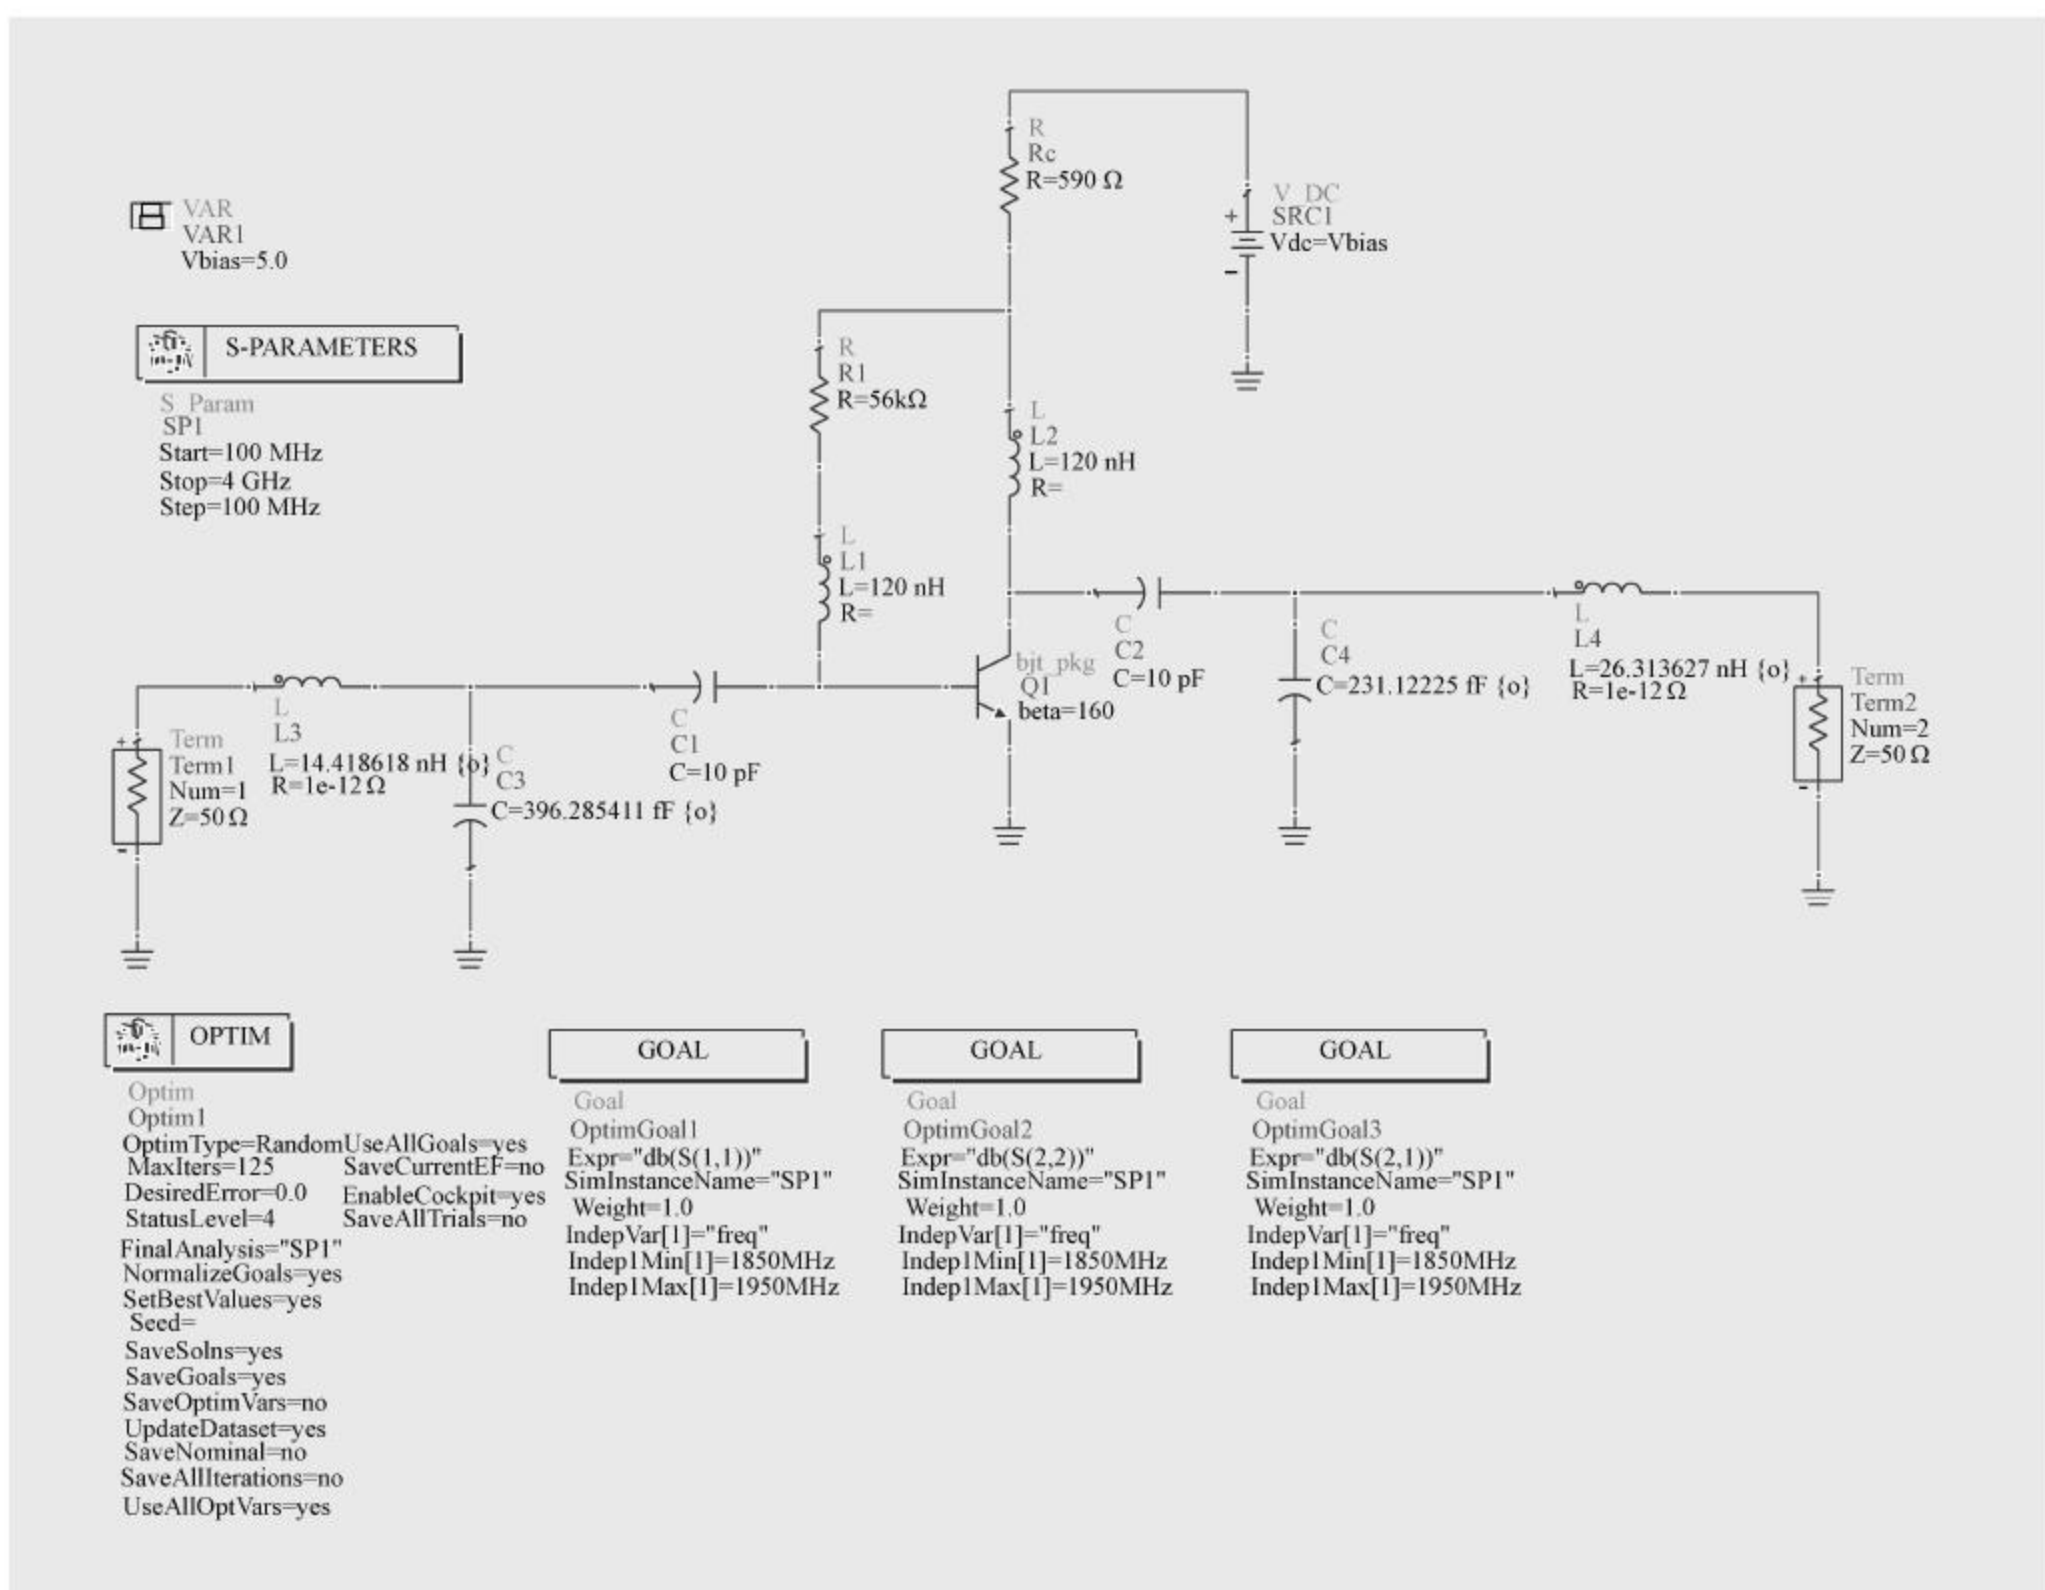 R
Rc
R=590 Ω
VAR
VAR1
Vbias=5.0
+
V_DC
SRC1
Vdc=Vbias
-
S-PARAMETERS
S_Param
SP1
Start=100 MHz
Stop=4 GHz
Step=100 MHz
R
R1
R=56kΩ
L
L2
L=120 nH
R=
L
L1
L=120 nH
R=
bjt_pkg
Q1
beta=160
C
C2
C=10 pF
C
C4
C=231.12225 fF {o}
L
L4
L=26.313627 nH {o}
R=1e-12 Ω
+
Term
Term2
Num=2
Z=50 Ω
-
+
Term
Term1
Num=1
Z=50 Ω
-
L
L3
L=14.418618 nH {o}
R=1e-12 Ω
C
C3
C=396.285411 fF {o}
C
C1
C=10 pF
OPTIM
Optim
Optim1
OptimType=Random UseAllGoals=yes
MaxIters=125 SaveCurrentEF=no
DesiredError=0.0 EnableCockpit=yes
StatusLevel=4 SaveAllTrials=no
FinalAnalysis="SP1"
NormalizeGoals=yes
SetBestValues=yes
Seed=
SaveSolns=yes
SaveGoals=yes
SaveOptimVars=no
UpdateDataset=yes
SaveNominal=no
SaveAllIterations=no
UseAllOptVars=yes
GOAL
Goal
OptimGoal1
Expr="db(S(1,1))"
SimInstanceName="SP1"
Weight=1.0
IndepVar[1]="freq"
Indep1Min[1]=1850MHz
Indep1Max[1]=1950MHz
GOAL
Goal
OptimGoal2
Expr="db(S(2,2))"
SimInstanceName="SP1"
Weight=1.0
IndepVar[1]="freq"
Indep1Min[1]=1850MHz
Indep1Max[1]=1950MHz
GOAL
Goal
OptimGoal3
Expr="db(S(2,1))"
SimInstanceName="SP1"
Weight=1.0
IndepVar[1]="freq"
Indep1Min[1]=1850MHz
Indep1Max[1]=1950MHz